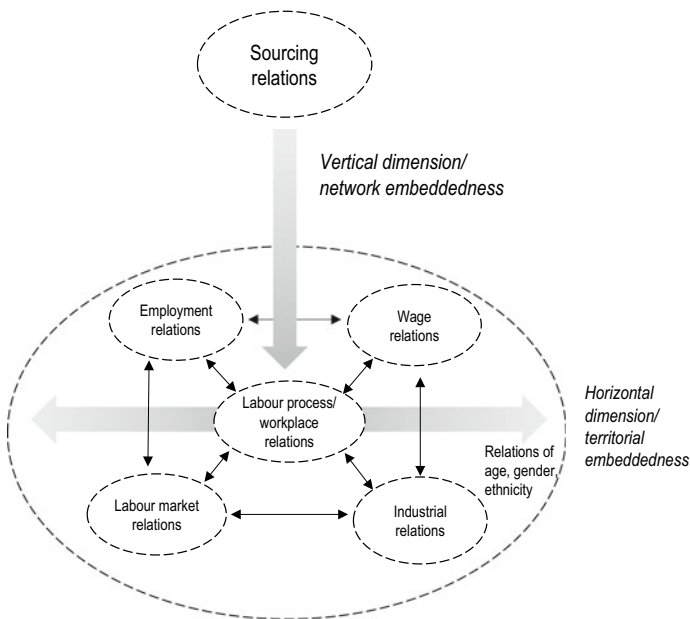 Sourcing
relations
Vertical dimension/
network embeddedness
Employment
relations
Wage
relations
Labour process/
workplace
relations
Horizontal
dimension/
territorial
embeddedness
Relations of
age, gender,
ethnicity
Labour market
relations
Industrial
relations